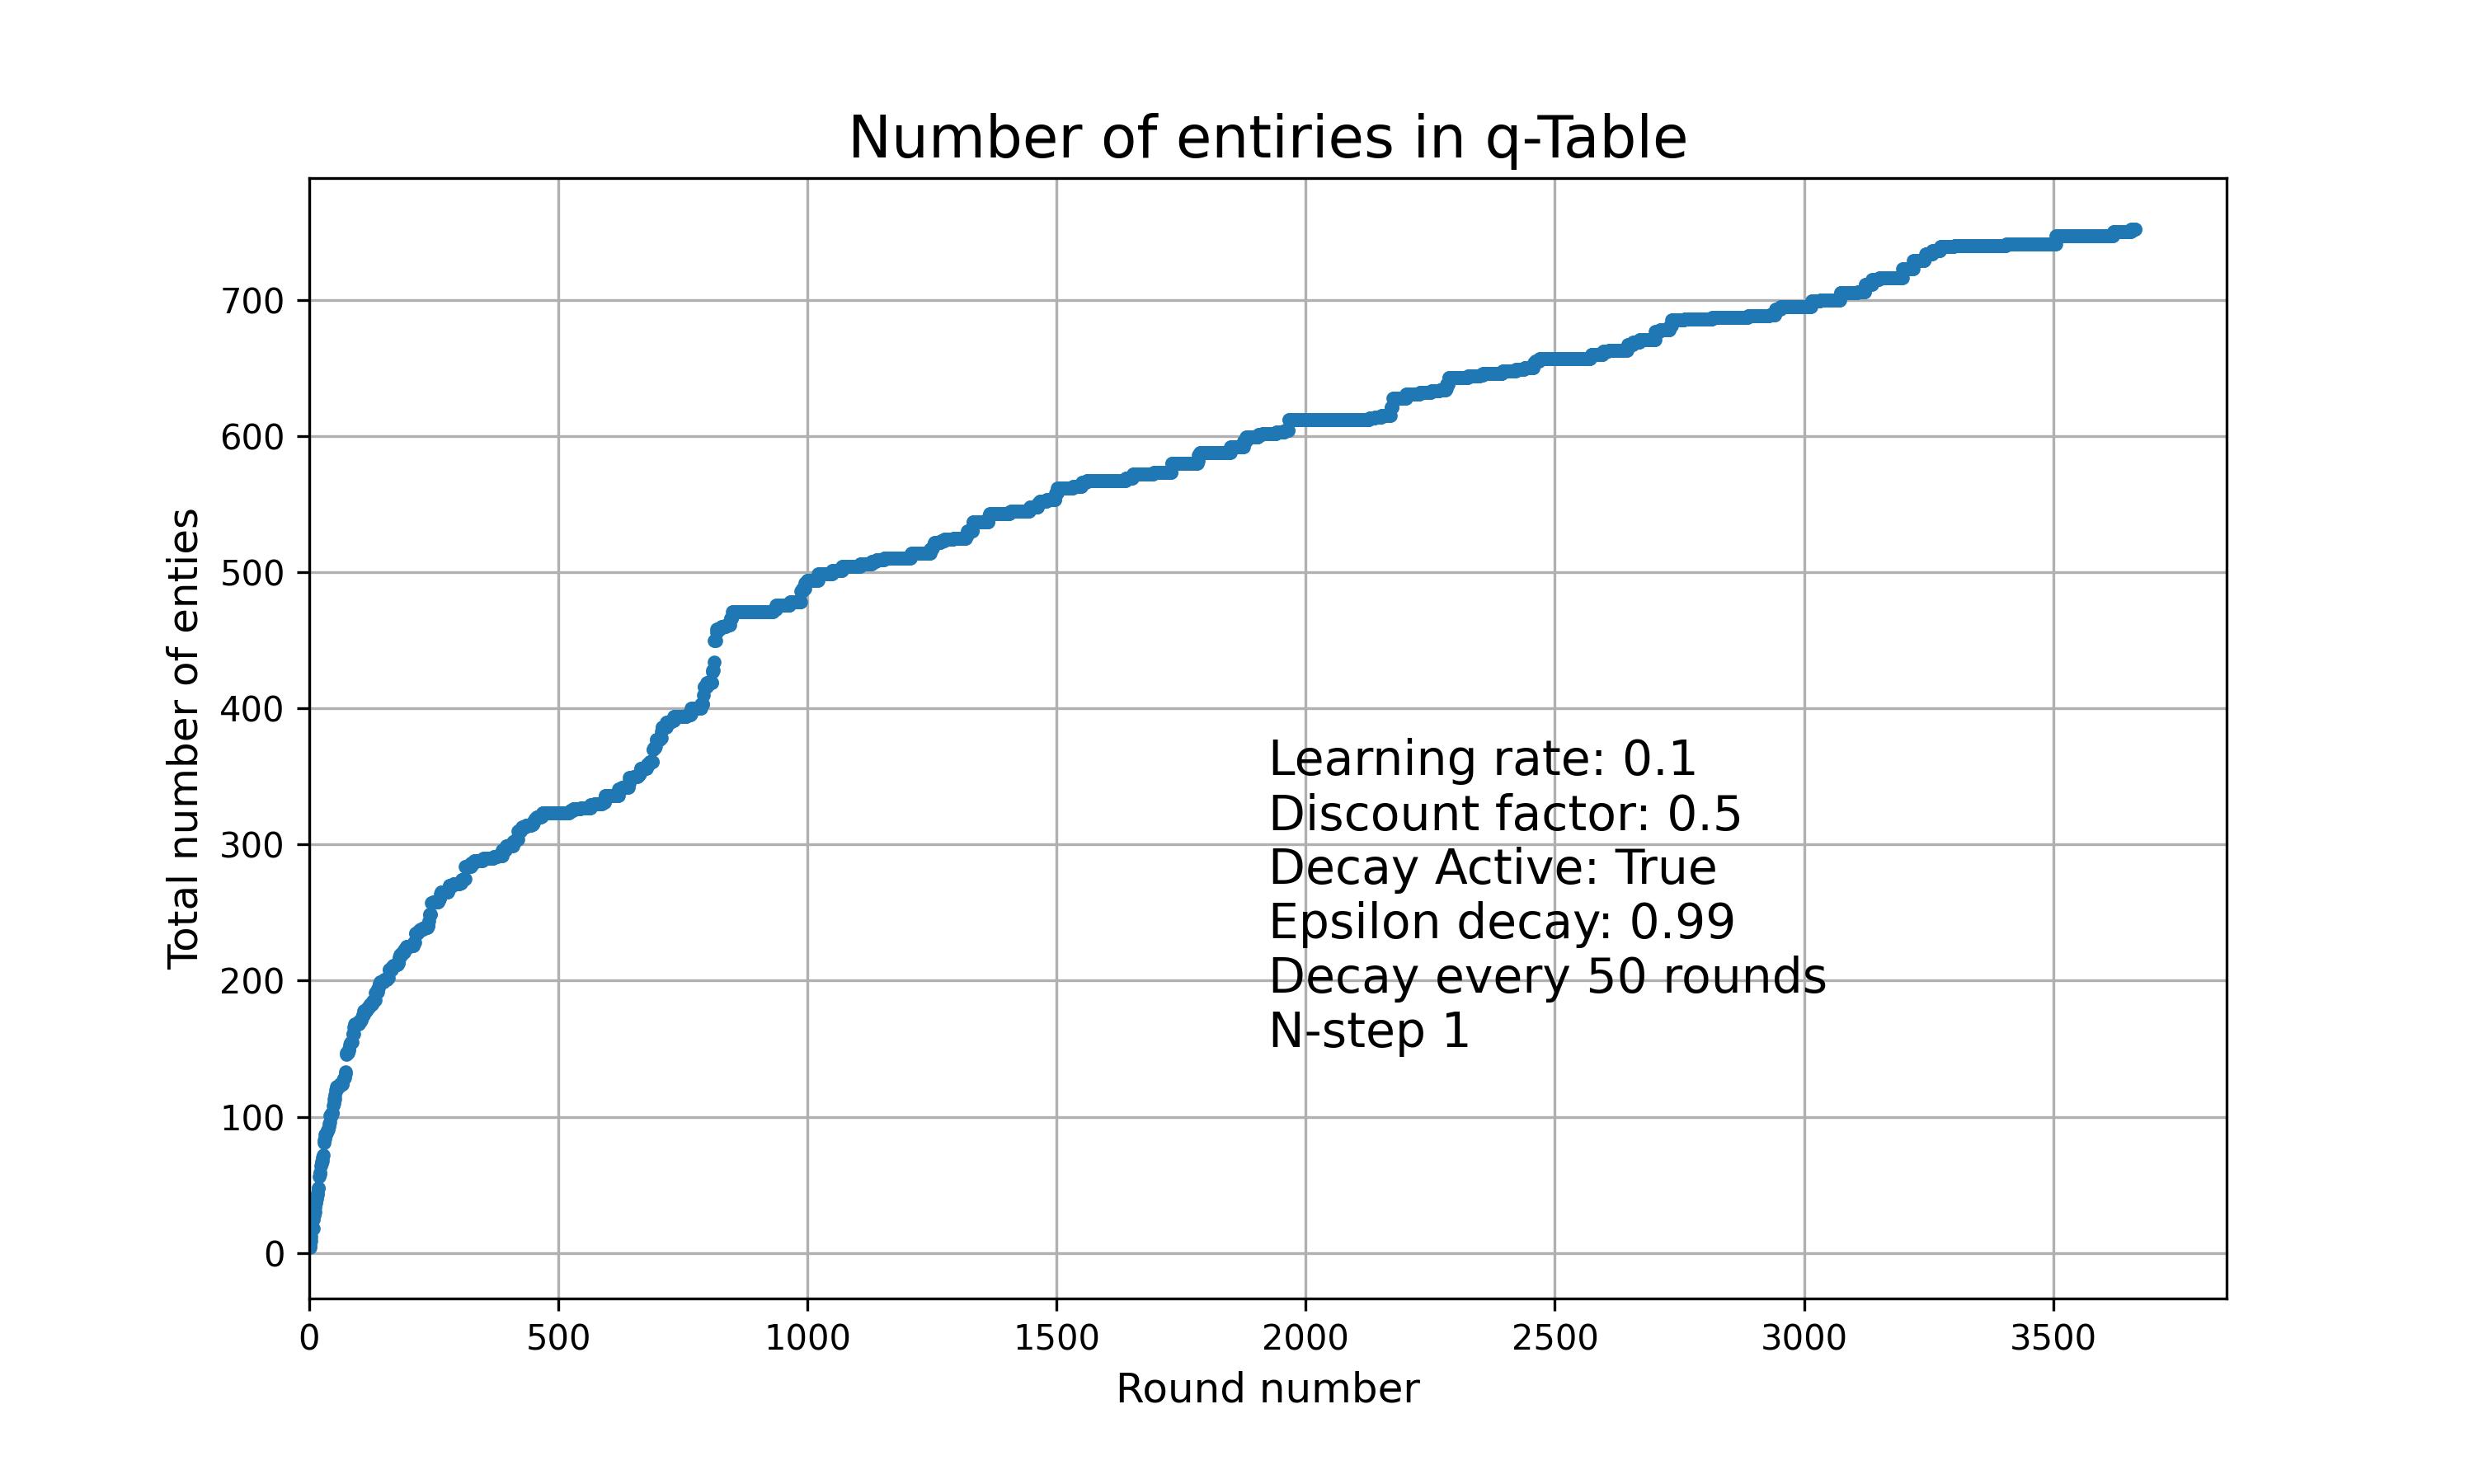 Number of entiries in q-Table
Total number of enties
700
600
500
400
300
200
100
0
Learning rate: 0.1
Discount factor: 0.5
Decay Active: True
Epsilon decay: 0.99
Decay every 50 rounds
N-step 1
0 500 1000 1500 2000 2500 3000 3500
Round number